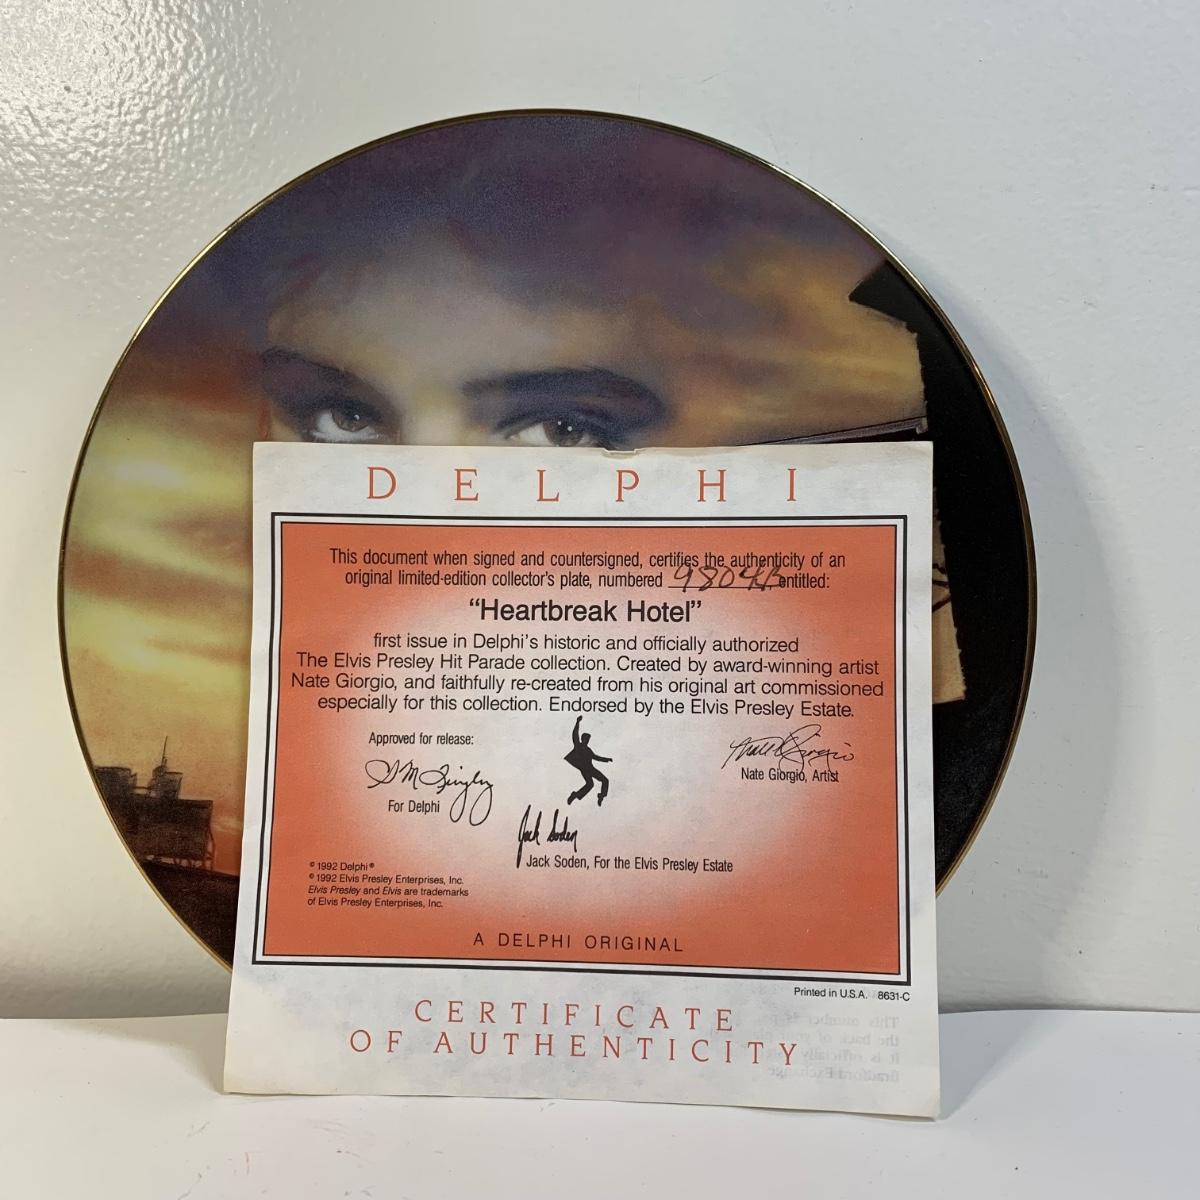 DELPHI
This document when signed and countersigned, certifies the authenticity of an
original limited-edition collector's plate, numbered entitled:
"Heartbreak Hotel"
first issue in Delphi's historic and officially authorized
The Elvis Presley Hit Parade collection. Created by award-winning artist
Nate Giorgio, and faithfully re-created from his original art commissioned
especially for this collection. Endorsed by the Elvis Presley Estate.
Approved for release:
For Delphi
Nate Giorgio
Nate Giorgio, Artist
Jack Soden
Jack Soden, For the Elvis Presley Estate
© 1992 Delphi®
© 1992 Elvis Presley Enterprises, Inc.
Elvis Presley and Elvis are trademarks
of Elvis Presley Enterprises, Inc.
A DELPHI ORIGINAL
Printed in U.S.A. 8631-C
CERTIFICATE
OF AUTHENTICITY